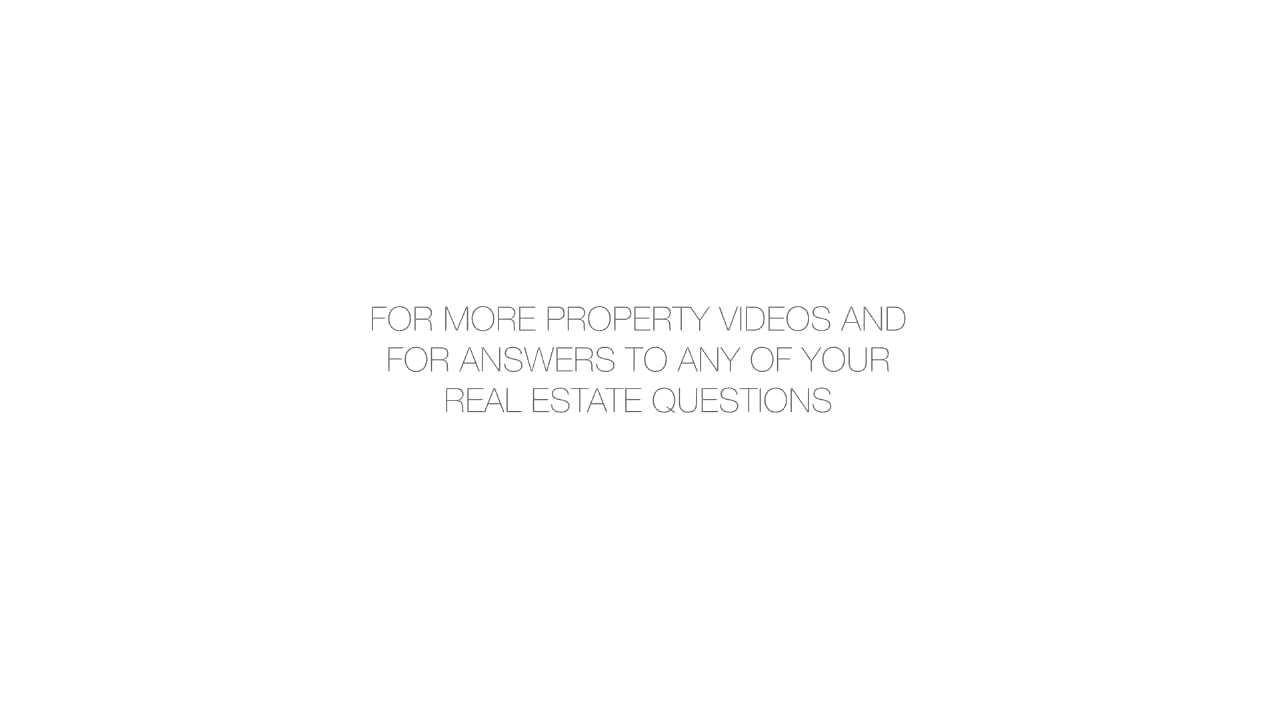 FOR MORE PROPERTY VIDEOS AND
FOR ANSWERS TO ANY OF YOUR
REAL ESTATE QUESTIONS